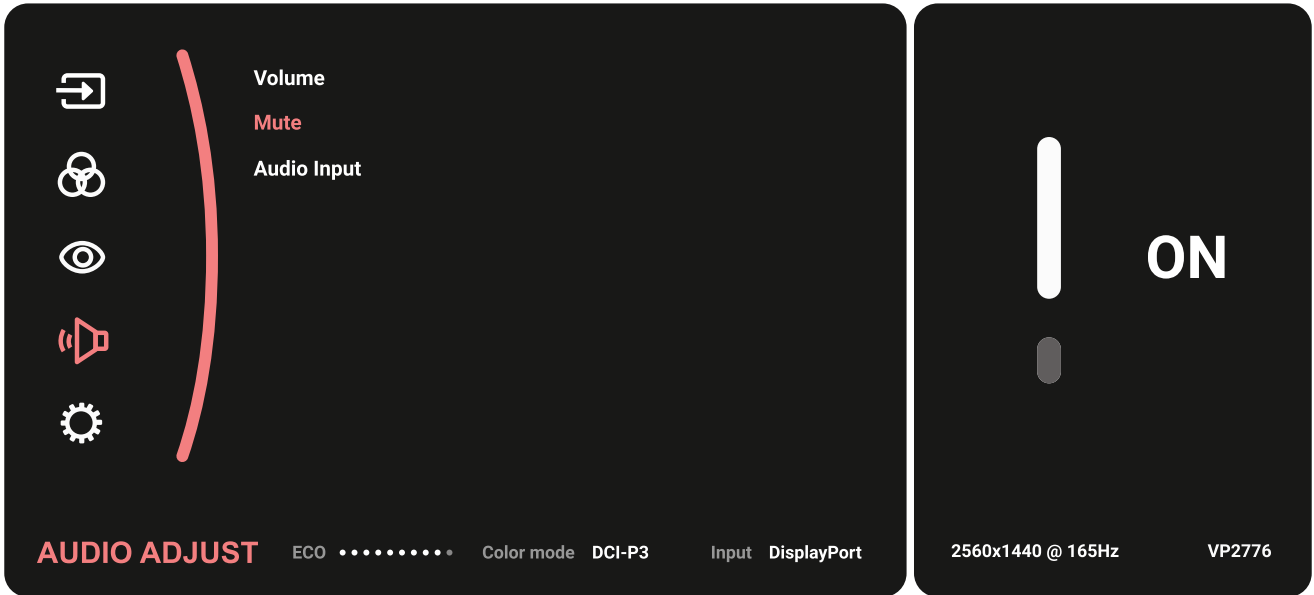 Volume
Mute
Audio Input
ON
AUDIO ADJUST ECO Color mode DCI-P3 Input DisplayPort
2560x1440 @ 165Hz VP2776